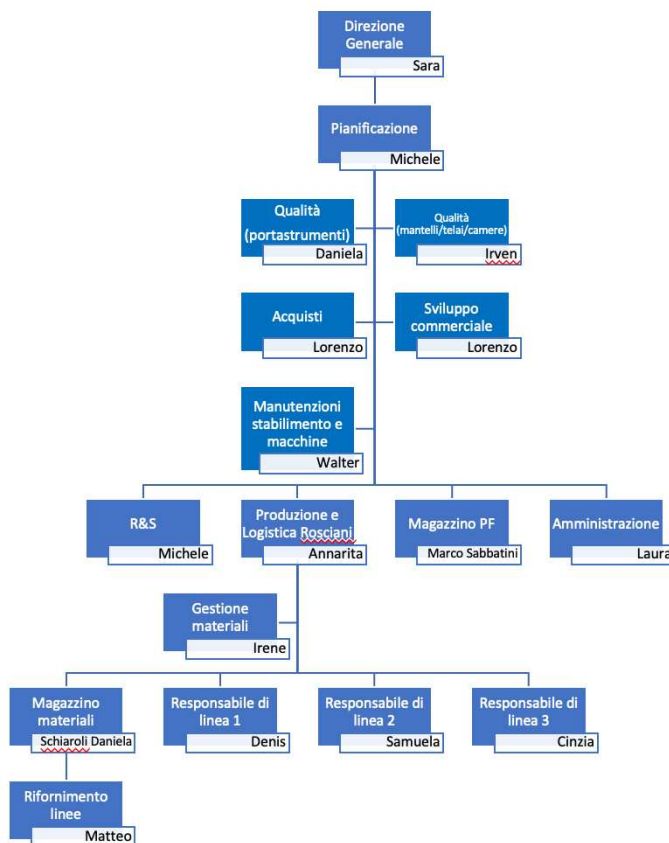 Direzione
Generale
Sara
Pianificazione
Michele
Qualità
(portastrumenti)
Daniela
Qualità
(mantelli/telai/camere)
Irven
Acquisti
Lorenzo
Sviluppo
commerciale
Lorenzo
Manutenzioni
stabilimento e
macchine
Walter
R&S
Michele
Produzione e
Logistica Rosciani
Annarita
Magazzino PF
Marco Sabbatini
Amministrazione
Laura
Gestione
materiali
Irene
Magazzino
materiali
Schiaroli Daniela
Responsabile di
linea 1
Denis
Responsabile di
linea 2
Samuela
Responsabile di
linea 3
Cinzia
Rifornimento
linee
Matteo